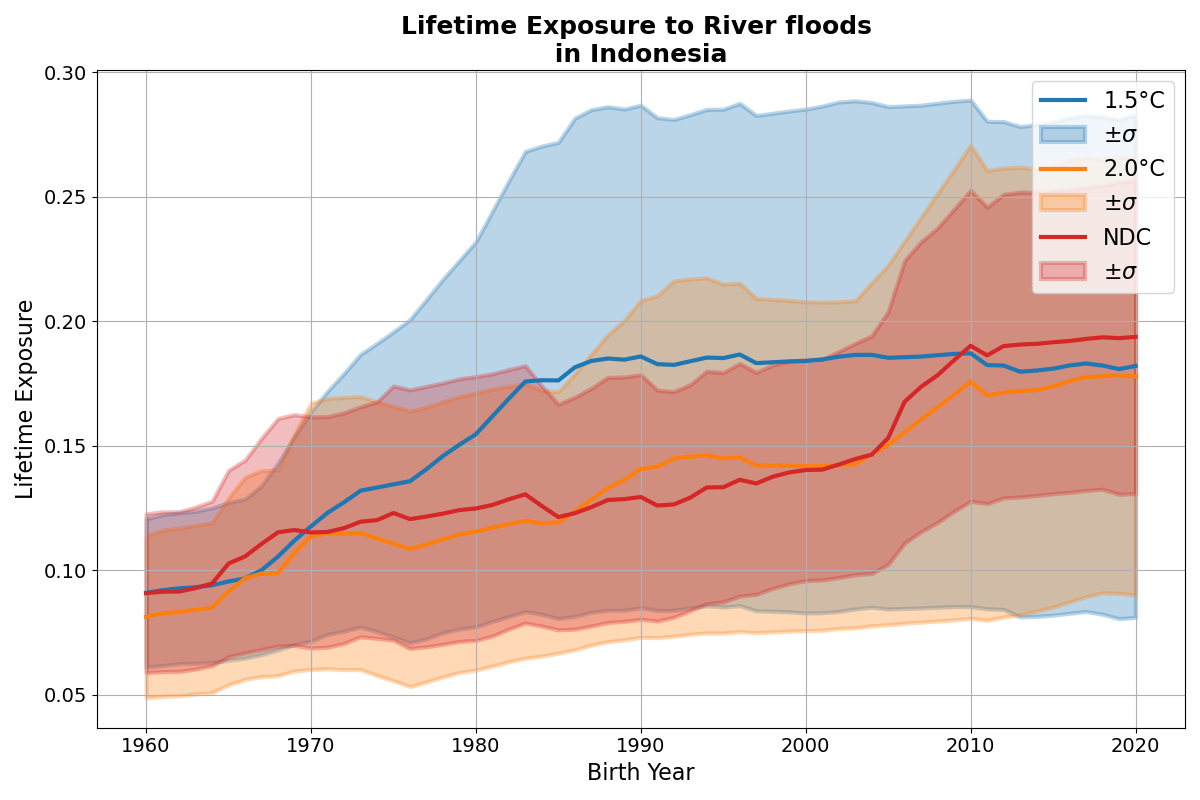 Lifetime Exposure to River floods
in Indonesia
Lifetime Exposure
0.30
0.25
0.20
0.15
0.10
0.05
1.5°C
±σ
2.0°C
±σ
NDC
±σ
1960 1970 1980 1990 2000 2010 2020
Birth Year